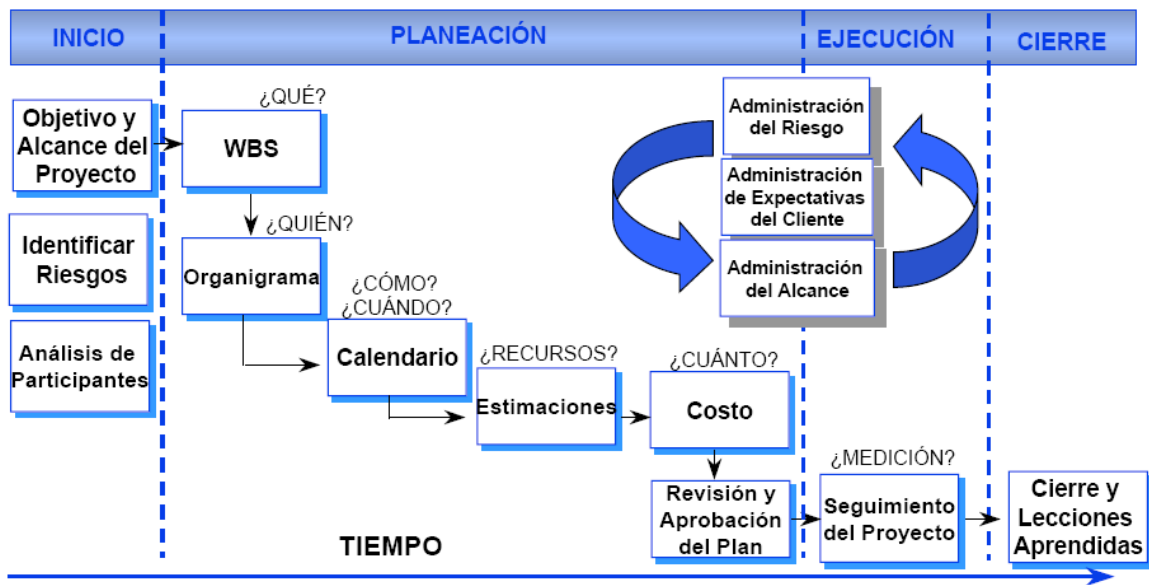 INICIO
PLANEACIÓN
EJECUCIÓN
CIERRE
Objetivo y
Alcance del
Proyecto
Identificar
Riesgos
Análisis de
Participantes
¿QUÉ?
WBS
¿QUIÉN?
Organigrama
¿CÓMO?
¿CUÁNDO?
Calendario
¿RECURSOS?
Estimaciones
¿CUÁNTO?
Costo
Revisión y
Aprobación
del Plan
Administración
del Riesgo
Administración
de Expectativas
del Cliente
Administración
del Alcance
¿MEDICIÓN?
Seguimiento
del Proyecto
Cierre y
Lecciones
Aprendidas
TIEMPO